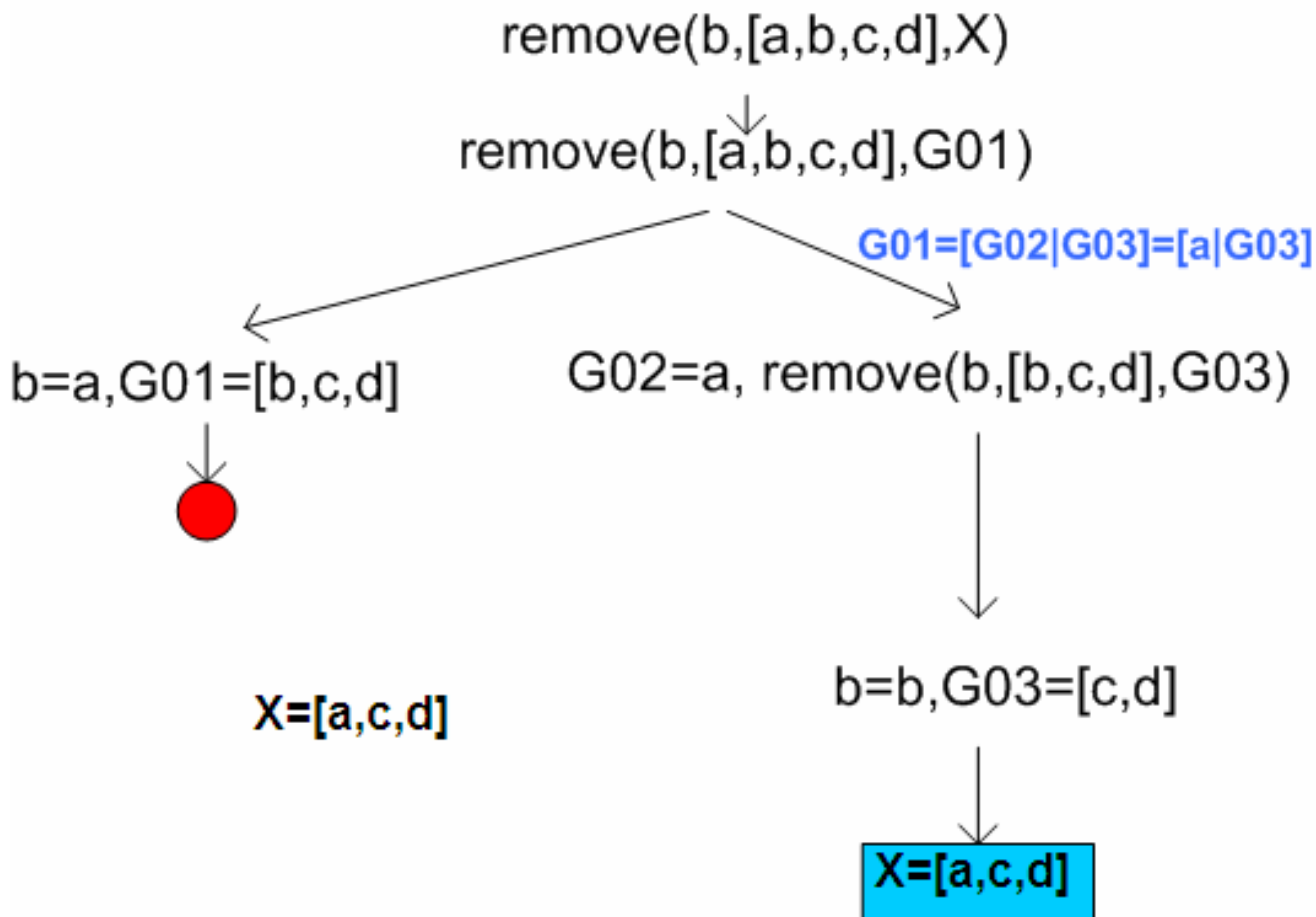 remove(b,[a,b,c,d],X)
remove(b,[a,b,c,d],G01)
G01=[G02|G03]=[a|G03]
b=a,G01=[b,c,d]
G02=a, remove(b,[b,c,d],G03)
b=b,G03=[c,d]
X=[a,c,d]
X=[a,c,d]